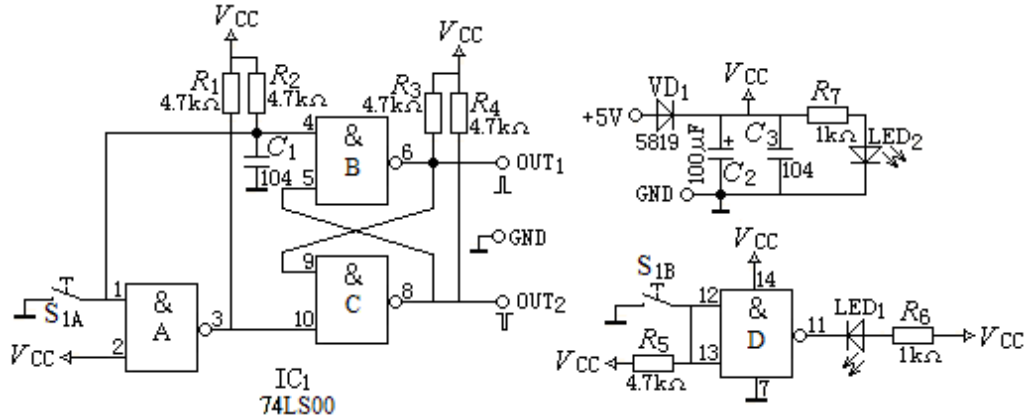 VCC
R1
4.7kΩ
R2
4.7kΩ
C1
104
4
5
&
B
6
VCC
R3
4.7kΩ
R4
4.7kΩ
OUT1
GND
9
10
&
C
8
OUT2
S1A
1
VCC
2
&
A
3
IC1
74LS00
+5V
VD1
5819
VCC
100μF
+
C2
C3
104
R7
1kΩ
LED2
GND
S1B
VCC
R5
4.7kΩ
12
13
VCC
14
&
D
7
11
LED1
R6
1kΩ
VCC